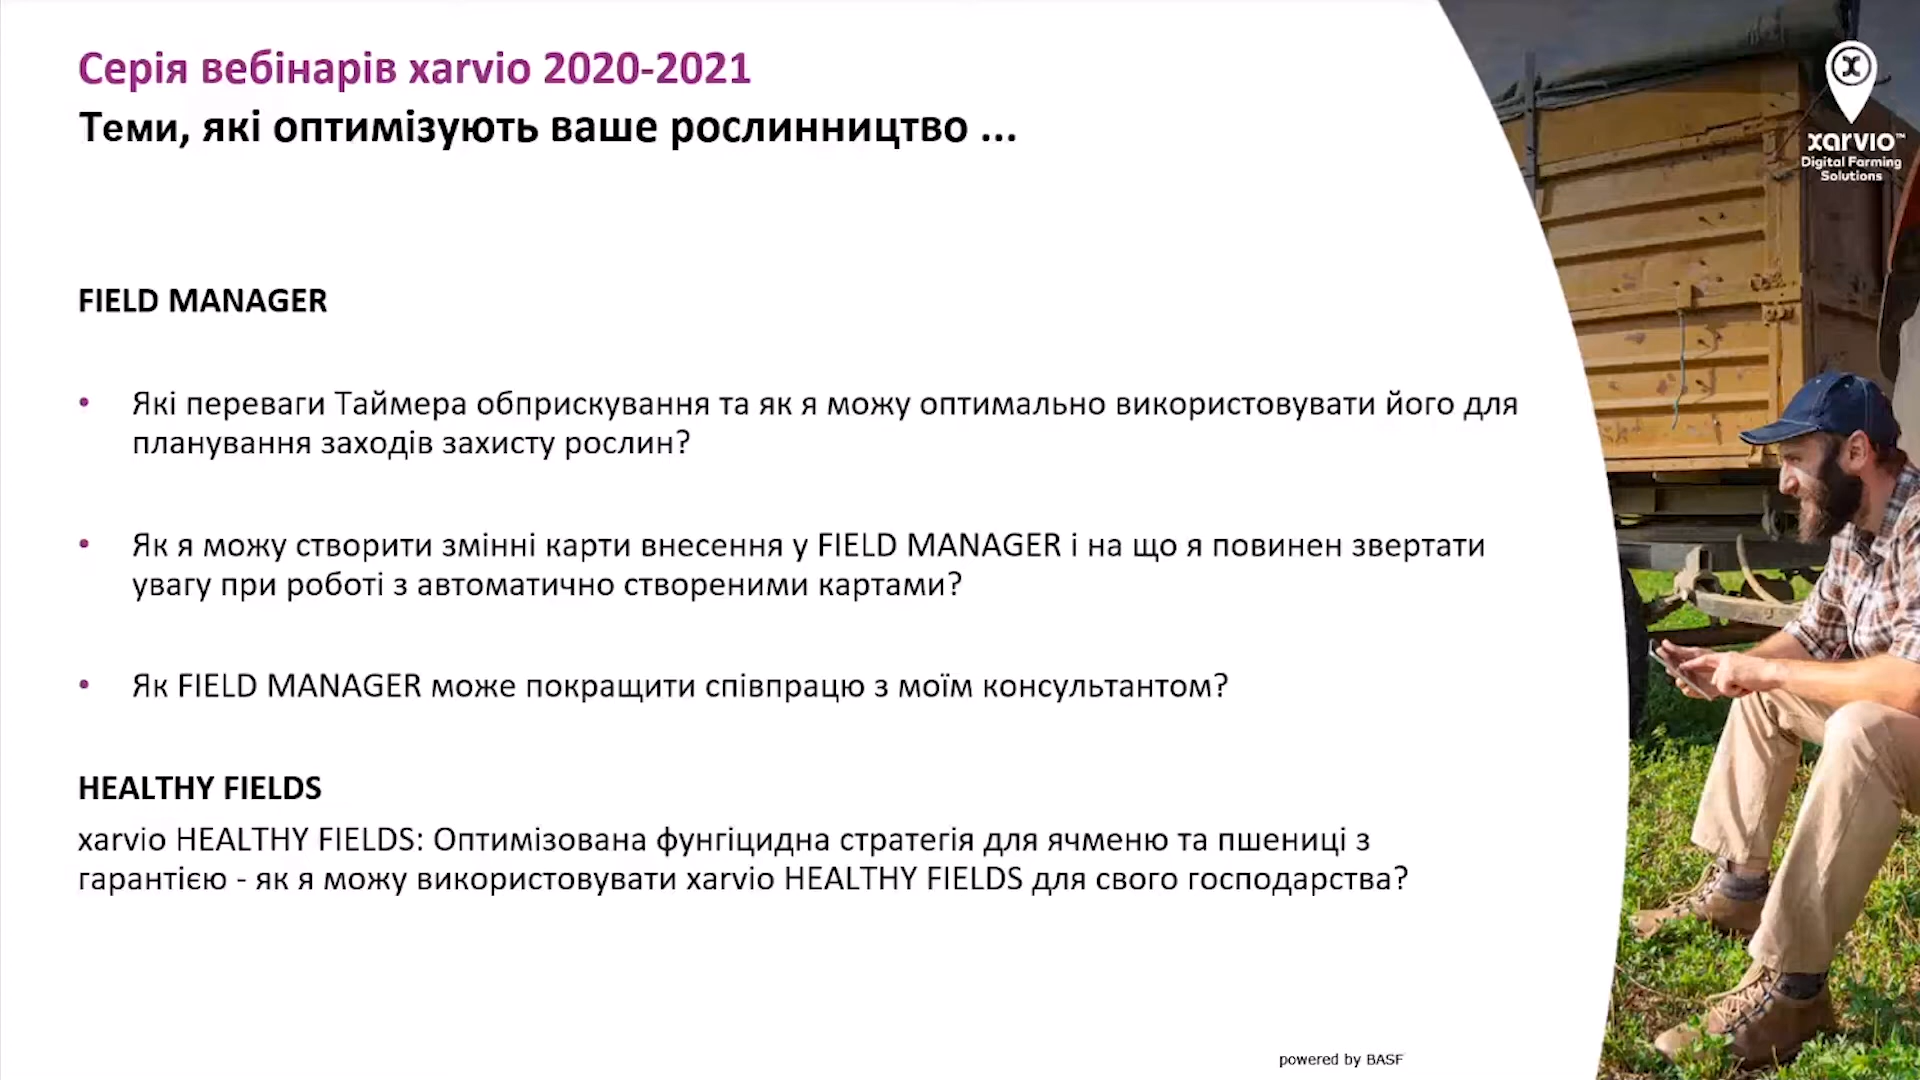 Серія вебінарів xarvio 2020-2021
Теми, які оптимізують ваше рослинництво ...
xarvio™
Digital Farming
Solutions
FIELD MANAGER
• Які переваги Таймера обприскування та як я можу оптимально використовувати його для
планування заходів захисту рослин?
• Як я можу створити змінні карти внесення у FIELD MANAGER і на що я повинен звертати
увагу при роботі з автоматично створеними картами?
• Як FIELD MANAGER може покращити співпрацю з моїм консультантом?
HEALTHY FIELDS
xarvio HEALTHY FIELDS: Оптимізована фунгіцидна стратегія для ячменю та пшениці з
гарантією - як я можу використовувати xarvio HEALTHY FIELDS для свого господарства?
powered by BASF